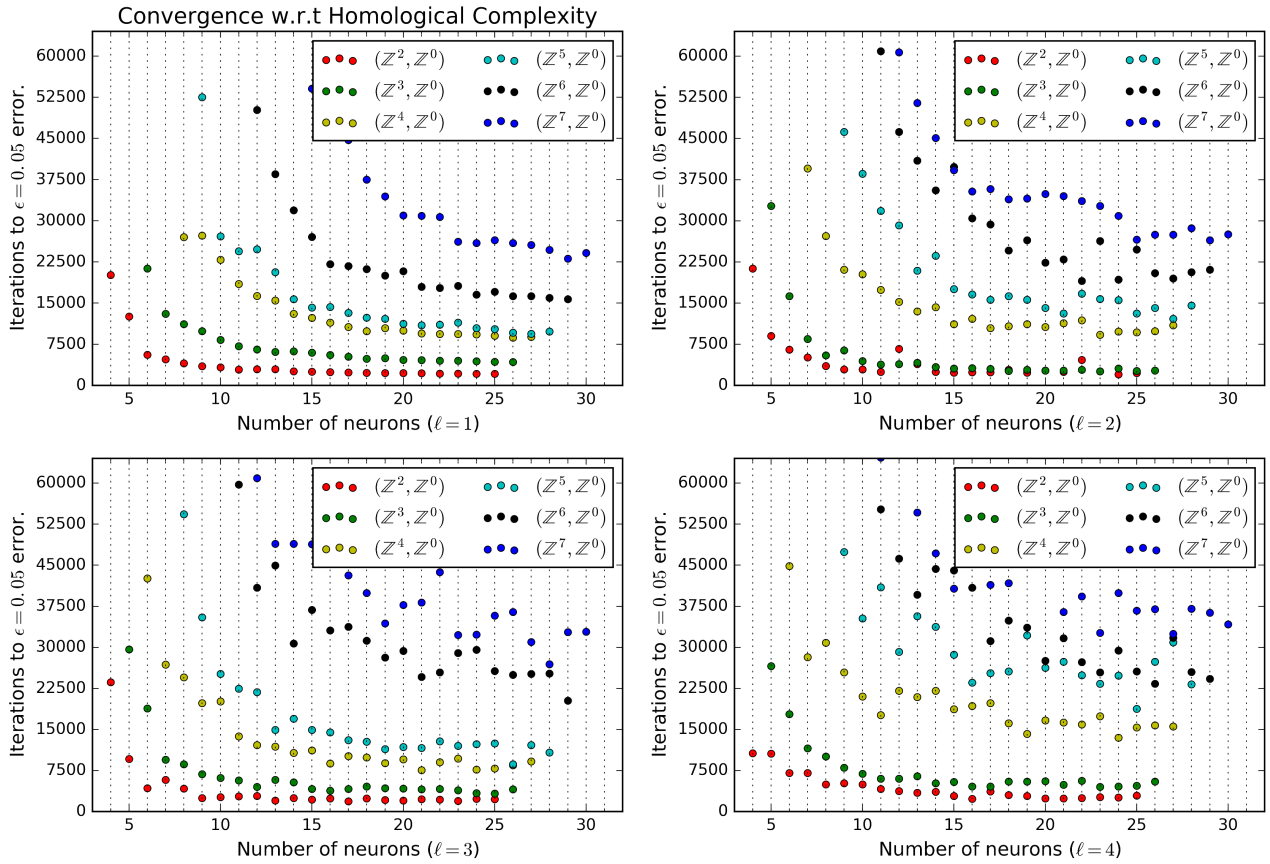 Convergence w.r.t Homological Complexity
Iterions to ϵ = 0.05 error.
60000
52500
45000
37500
30000
22500
15000
7500
0
(ℤ², ℤ⁰) (ℤ⁵, ℤ⁰)
(ℤ³, ℤ⁰) (ℤ⁶, ℤ⁰)
(ℤ⁴, ℤ⁰) (ℤ⁷, ℤ⁰)
5 10 15 20 25 30
Number of neurons (ℓ = 1)
Iterions to ϵ = 0.05 error.
60000
52500
45000
37500
30000
22500
15000
7500
0
(ℤ², ℤ⁰) (ℤ⁵, ℤ⁰)
(ℤ³, ℤ⁰) (ℤ⁶, ℤ⁰)
(ℤ⁴, ℤ⁰) (ℤ⁷, ℤ⁰)
5 10 15 20 25 30
Number of neurons (ℓ = 2)
Iterions to ϵ = 0.05 error.
60000
52500
45000
37500
30000
22500
15000
7500
0
(ℤ², ℤ⁰) (ℤ⁵, ℤ⁰)
(ℤ³, ℤ⁰) (ℤ⁶, ℤ⁰)
(ℤ⁴, ℤ⁰) (ℤ⁷, ℤ⁰)
5 10 15 20 25 30
Number of neurons (ℓ = 3)
Iterions to ϵ = 0.05 error.
60000
52500
45000
37500
30000
22500
15000
7500
0
(ℤ², ℤ⁰) (ℤ⁵, ℤ⁰)
(ℤ³, ℤ⁰) (ℤ⁶, ℤ⁰)
(ℤ⁴, ℤ⁰) (ℤ⁷, ℤ⁰)
5 10 15 20 25 30
Number of neurons (ℓ = 4)